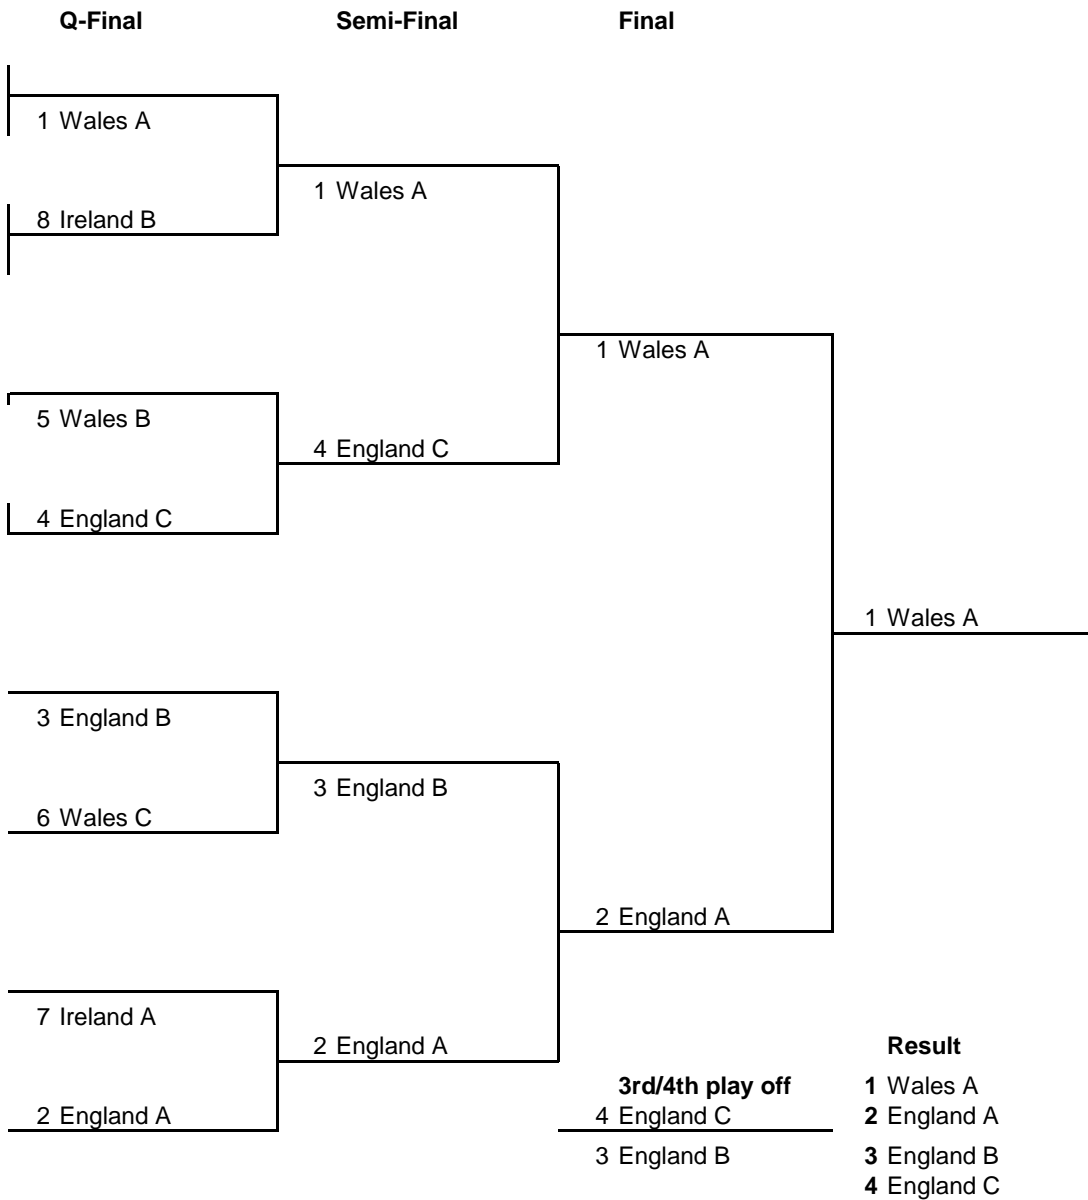 Q-Final Semi-Final Final
1 Wales A
1 Wales A
8 Ireland B
1 Wales A
5 Wales B
4 England C
4 England C
1 Wales A
3 England B
3 England B
6 Wales C
2 England A
7 Ireland A
2 England A Result
3rd/4th play off 1 Wales A
2 England A 4 England C 2 England A
3 England B 3 England B
4 England C